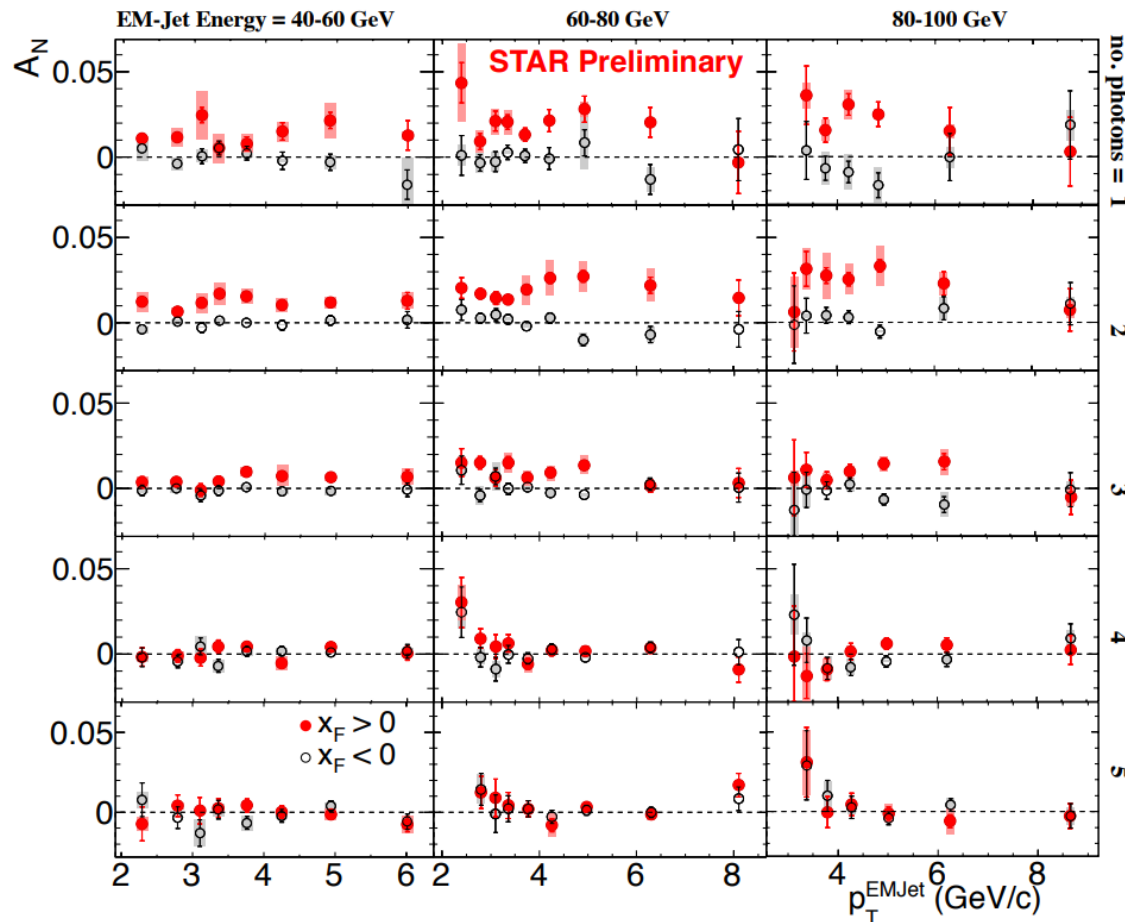 EM-Jet Energy = 40-60 GeV 60-80 GeV 80-100 GeV
A_N
STAR Preliminary
no. photons = 1
0.05
0
0.05
0
2
0.05
0
3
0.05
0
4
x_F > 0
x_F < 0
0.05
0
5
2 3 4 5 6 2 4 6 8 4 6 8
p_T^EMJet (GeV/c)